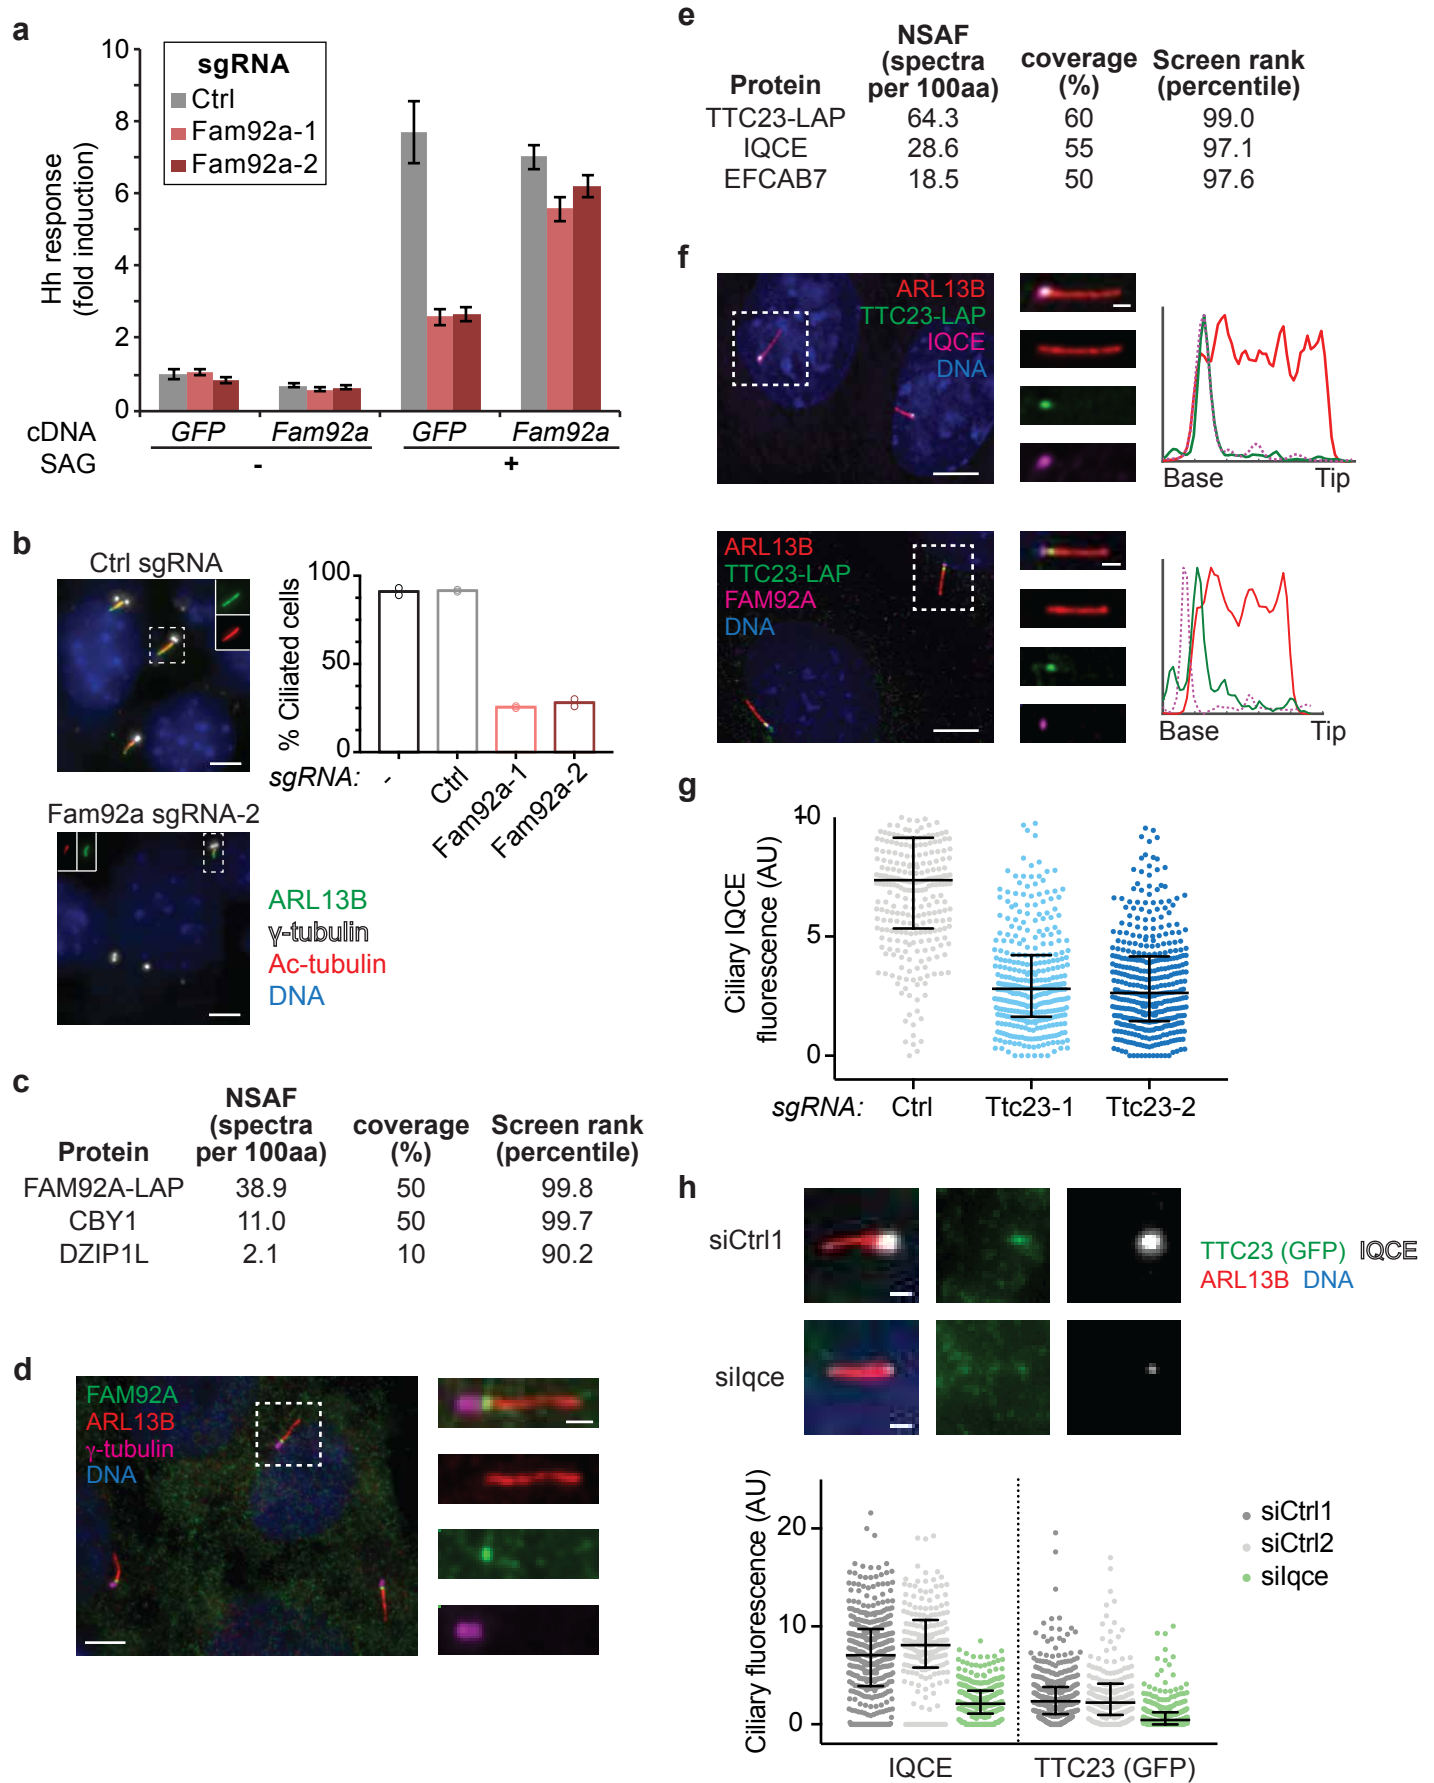 a
10
8
6
4
2
0
Hh response
(fold induction)
sgRNA
Ctrl
Fam92a-1
Fam92a-2
cDNA GFP Fam92a GFP Fam92a
SAG - +
b
Ctrl sgRNA
Fam92a sgRNA-2
ARL13B
γ-tubulin
Ac-tubulin
DNA
% Ciliated cells
100
50
0
sgRNA: - Ctrl Fam92a-1 Fam92a-2
c
Protein NSAF (spectra per 100aa) coverage (%) Screen rank (percentile)
FAM92A-LAP 38.9 50 99.8
CBY1 11.0 50 99.7
DZIP1L 2.1 10 90.2
d
FAM92A
ARL13B
γ-tubulin
DNA
e
Protein NSAF (spectra per 100aa) coverage (%) Screen rank (percentile)
TTC23-LAP 64.3 60 99.0
IQCE 28.6 55 97.1
EFCAB7 18.5 50 97.6
f
ARL13B
TTC23-LAP
IQCE
DNA
Base Tip
ARL13B
TTC23-LAP
FAM92A
DNA
Base Tip
g
Ciliary IQCE
fluorescence (AU)
10
5
0
sgRNA: Ctrl Ttc23-1 Ttc23-2
h
siCtrl1
siIqce
TTC23 (GFP) IQCE
ARL13B DNA
Ciliary fluorescence (AU)
20
10
0
IQCE TTC23 (GFP)
siCtrl1
siCtrl2
siIqce